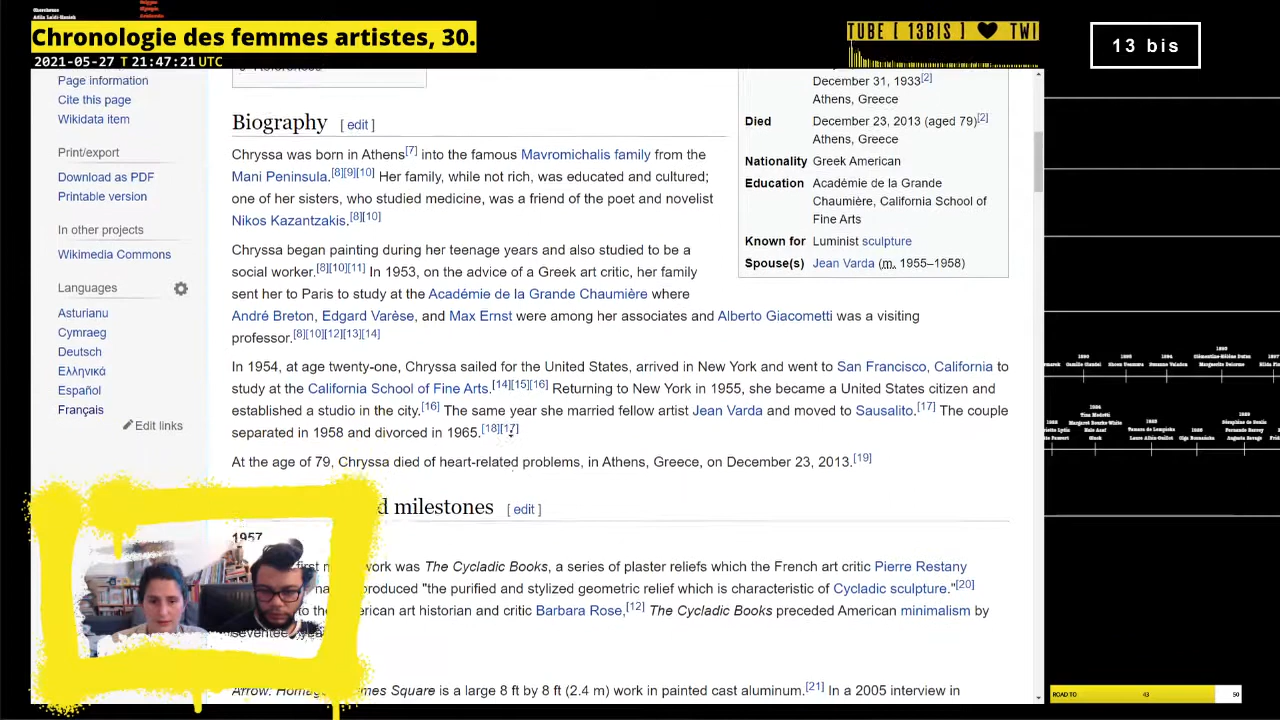 Chercheuse
Adila Laïdi-Hanieh
Chronologie des femmes artistes, 30.
2021-05-27 T 21:47:21 UTC
TUBE [ 13BIS ] ♥ TWI
13 bis
Page information
Cite this page
Wikidata item
Print/export
Download as PDF
Printable version
In other projects
Wikimedia Commons
Languages
Asturianu
Cymraeg
Deutsch
Ελληνικά
Español
Français
Edit links
References
Biography [ edit ]
Chryssa was born in Athens[7] into the famous Mavromichalis family from the
Mani Peninsula.[8][9][10] Her family, while not rich, was educated and cultured;
one of her sisters, who studied medicine, was a friend of the poet and novelist
Nikos Kazantzakis.[8][10]
Chryssa began painting during her teenage years and also studied to be a
social worker.[8][10][11] In 1953, on the advice of a Greek art critic, her family
sent her to Paris to study at the Académie de la Grande Chaumière where
André Breton, Edgard Varèse, and Max Ernst were among her associates and Alberto Giacometti was a visiting
professor.[8][10][12][13][14]
In 1954, at age twenty-one, Chryssa sailed for the United States, arrived in New York and went to San Francisco, California to
study at the California School of Fine Arts.[14][15][16] Returning to New York in 1955, she became a United States citizen and
established a studio in the city.[16] The same year she married fellow artist Jean Varda and moved to Sausalito.[17] The couple
separated in 1958 and divorced in 1965.[18][17]
At the age of 79, Chryssa died of heart-related problems, in Athens, Greece, on December 23, 2013.[19]
d milestones [ edit ]
1957
first work was The Cycladic Books, a series of plaster reliefs which the French art critic Pierre Restany
produced "the purified and stylized geometric relief which is characteristic of Cycladic sculpture."[20]
to the American art historian and critic Barbara Rose,[12] The Cycladic Books preceded American minimalism by
seventee
Arrow: Homage Times Square is a large 8 ft by 8 ft (2.4 m) work in painted cast aluminum.[21] In a 2005 interview in
December 31, 1933[2]
Athens, Greece
Died December 23, 2013 (aged 79)[2]
Athens, Greece
Nationality Greek American
Education Académie de la Grande
Chaumière, California School of
Fine Arts
Known for Luminist sculpture
Spouse(s) Jean Varda (m. 1955–1958)
ROAD TO 43 50